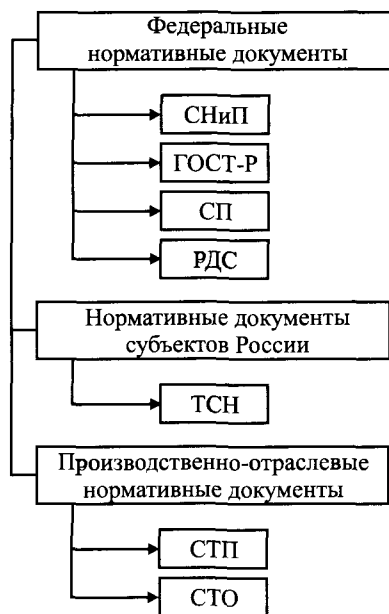 Федеральные
нормативные документы
СНиП
ГОСТ-Р
СП
РДС
Нормативные документы
субъектов России
ТСН
Производственно-отраслевые
нормативные документы
СТП
СТО